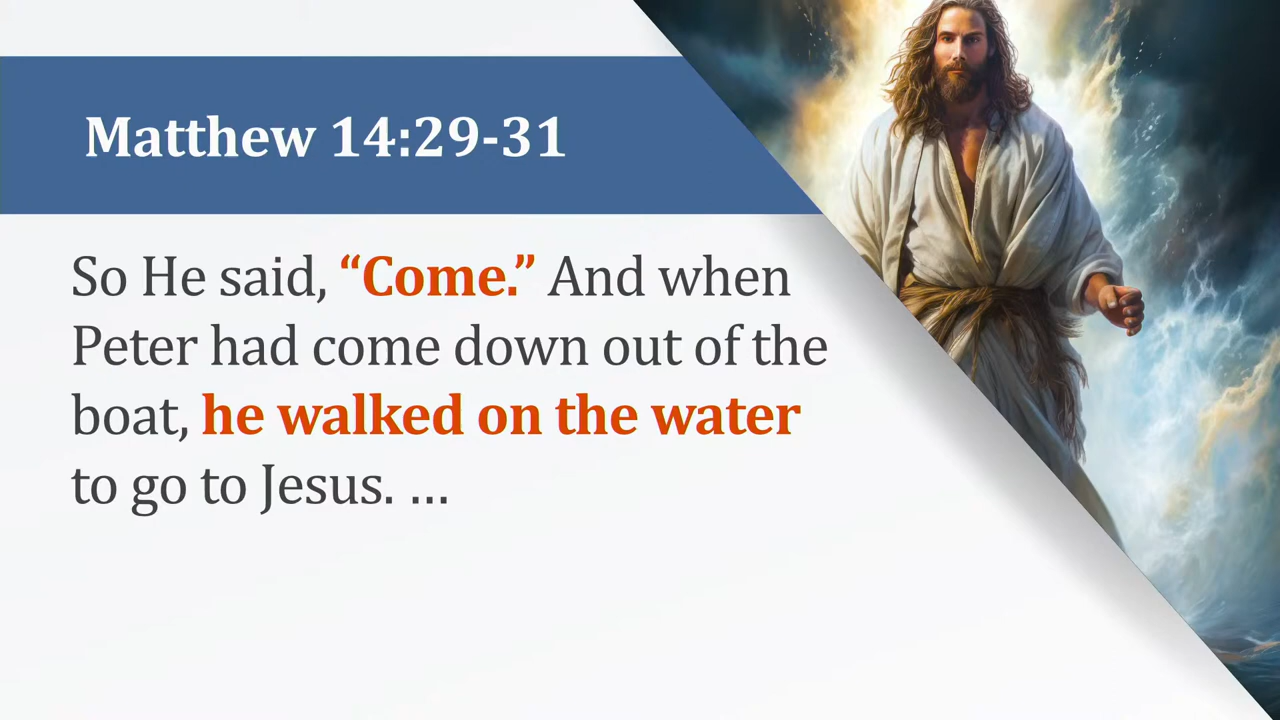 Matthew 14:29-31
So He said, “Come.” And when
Peter had come down out of the
boat, he walked on the water
to go to Jesus. ...